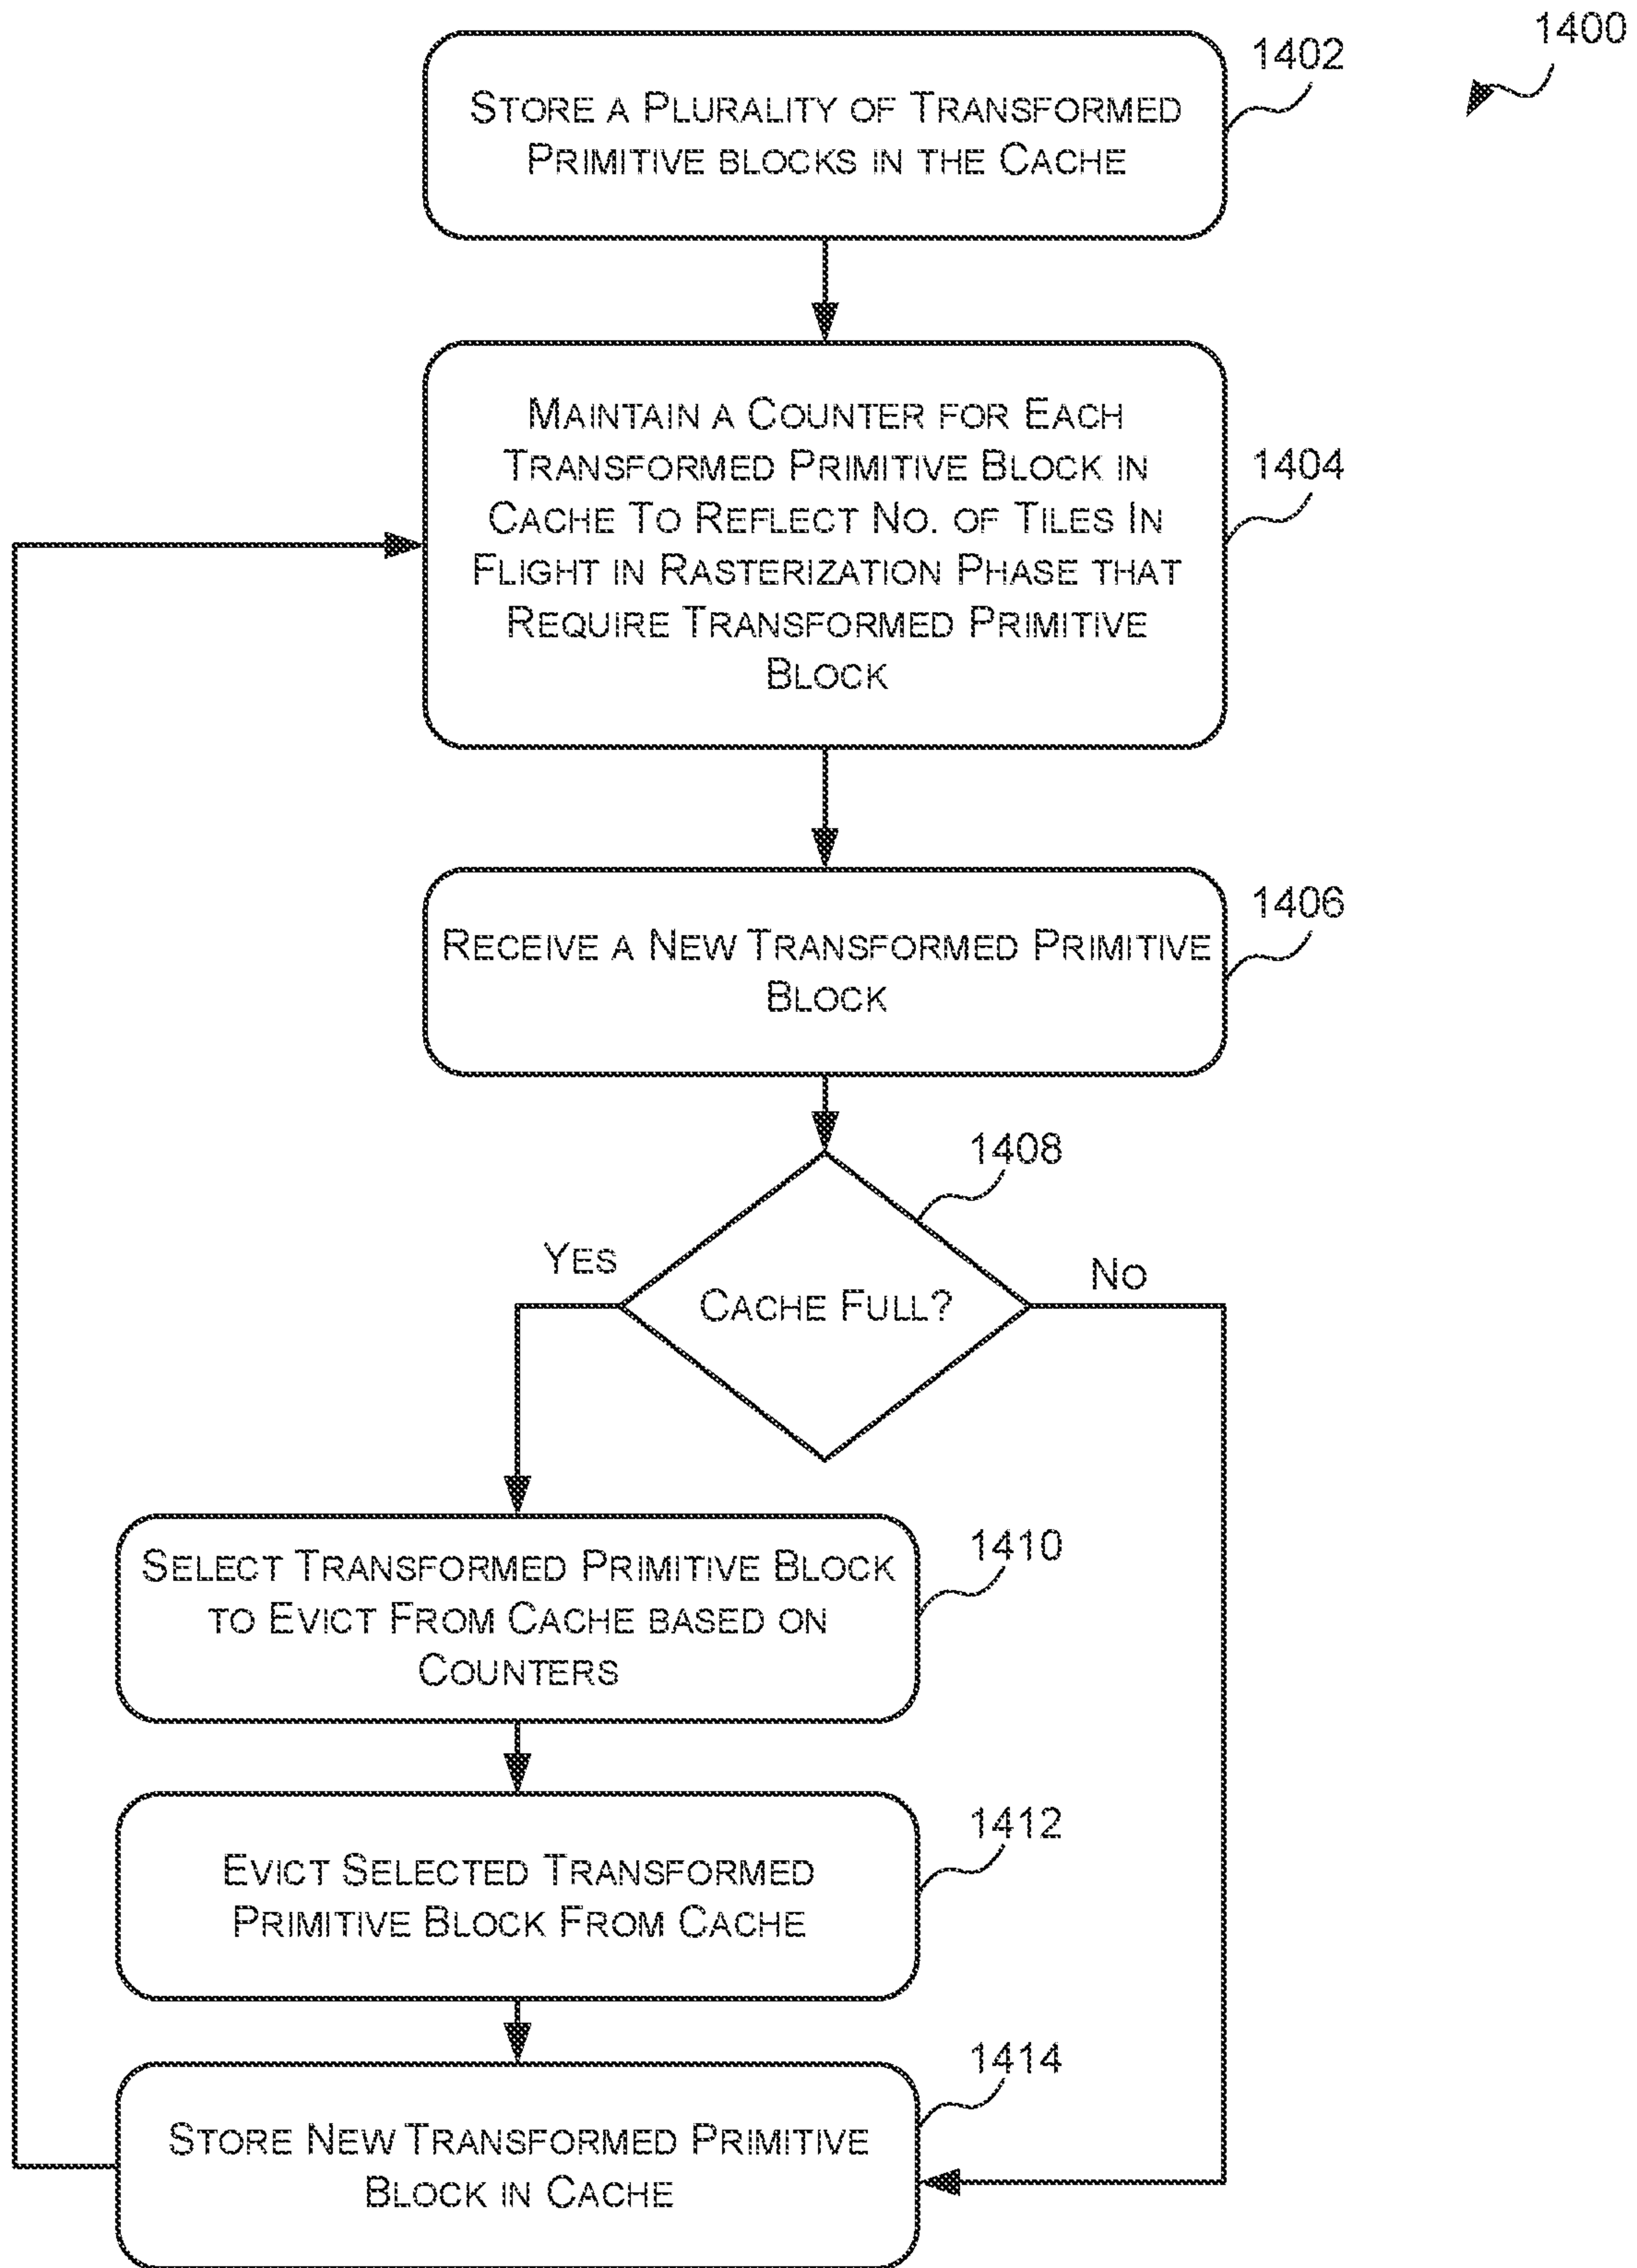 1400
1402
STORE A PLURALITY OF TRANSFORMED
PRIMITIVE BLOCKS IN THE CACHE
MAINTAIN A COUNTER FOR EACH
TRANSFORMED PRIMITIVE BLOCK IN
CACHE TO REFLECT NO. OF TILES IN
FLIGHT IN RASTERIZATION PHASE THAT
REQUIRE TRANSFORMED PRIMITIVE
BLOCK
1404
RECEIVE A NEW TRANSFORMED PRIMITIVE
BLOCK
1406
1408
YES
NO
CACHE FULL?
SELECT TRANSFORMED PRIMITIVE BLOCK
TO EVICT FROM CACHE BASED ON
COUNTERS
1410
EVICT SELECTED TRANSFORMED
PRIMITIVE BLOCK FROM CACHE
1412
STORE NEW TRANSFORMED PRIMITIVE
BLOCK IN CACHE
1414